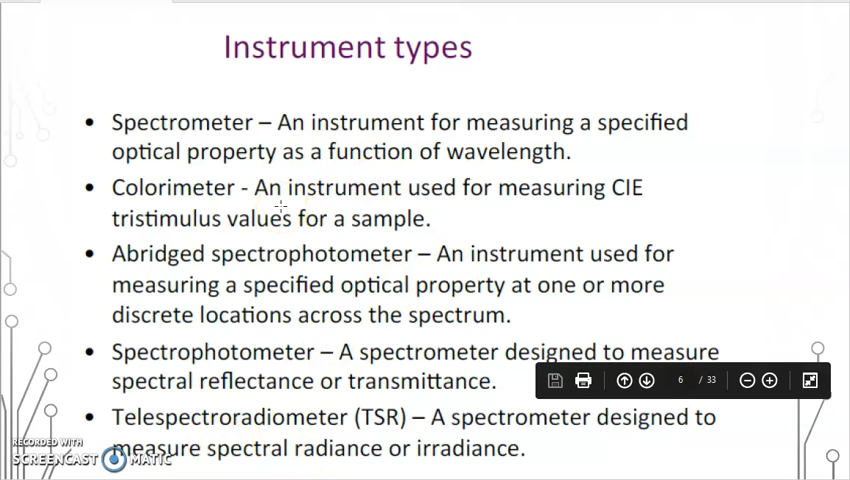 Instrument types
• Spectrometer – An instrument for measuring a specified
optical property as a function of wavelength.
• Colorimeter - An instrument used for measuring CIE
tristimulus values for a sample.
• Abridged spectrophotometer – An instrument used for
measuring a specified optical property at one or more
discrete locations across the spectrum.
• Spectrophotometer – A spectrometer designed to measure
spectral reflectance or transmittance.
6 / 33
• Telespectroradiometer (TSR) – A spectrometer designed to
measure spectral radiance or irradiance.
RECORDED WITH
SCREENCAST MATIC